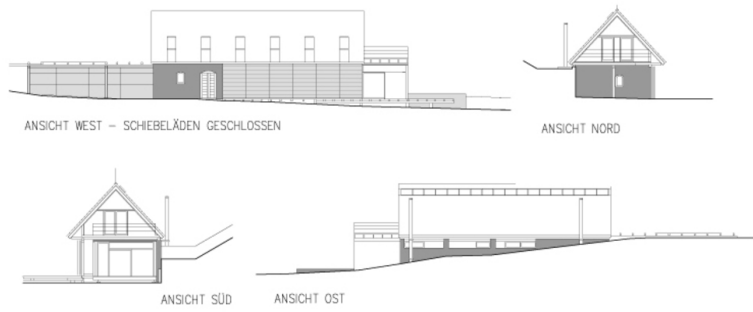 ANSICHT WEST – SCHIEBELÄDEN GESCHLOSSEN
ANSICHT NORD
ANSICHT SÜD
ANSICHT OST